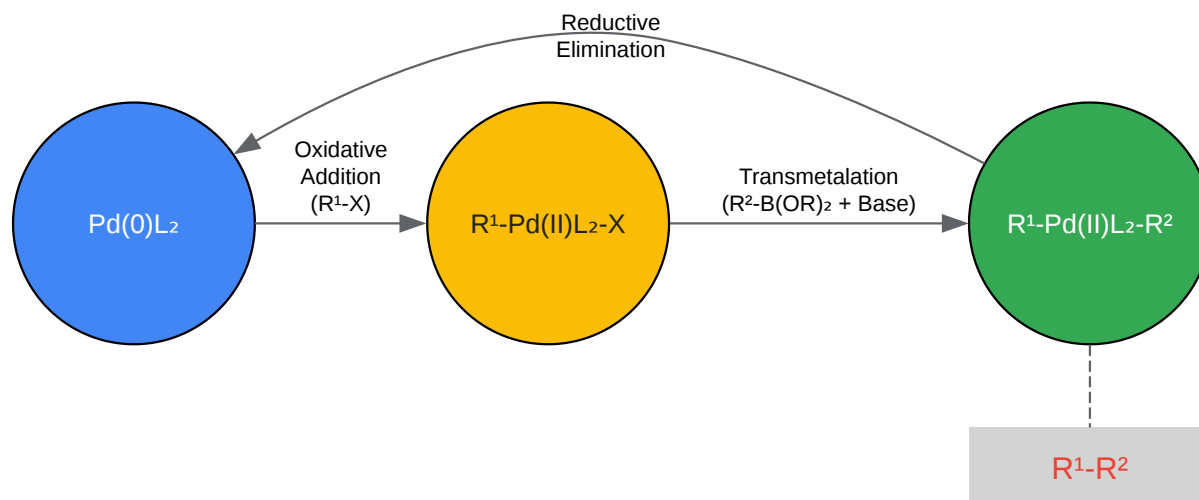 Reductive
Elimination
Pd(0)L₂
Oxidative
Addition
(R¹-X)
R¹-Pd(II)L₂-X
Transmetalation
(R²-B(OR)₂ + Base)
R¹-Pd(II)L₂-R²
R¹-R²